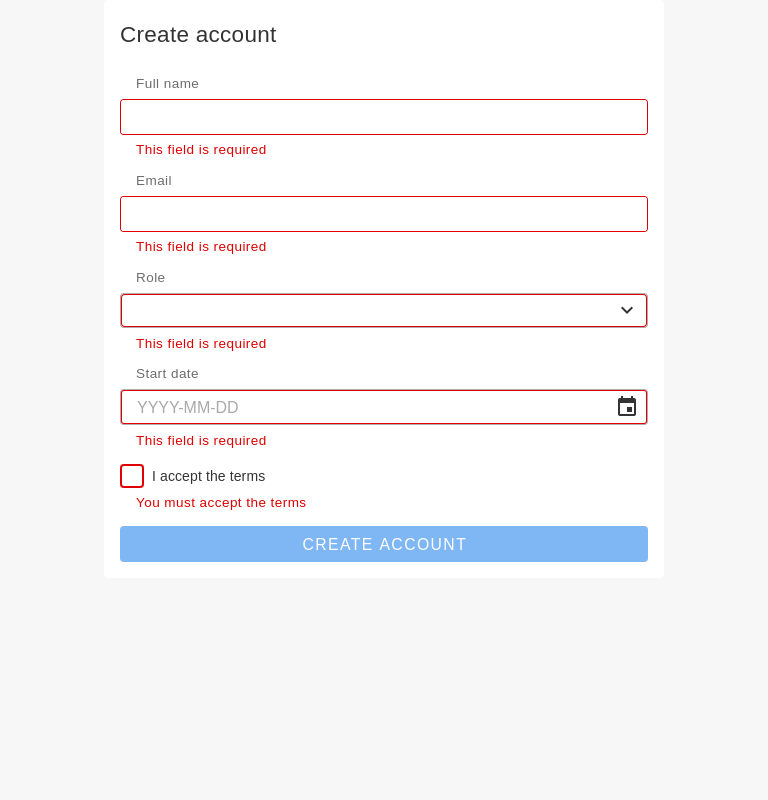 Create account
Full name
This field is required
Email
This field is required
Role
This field is required
Start date
YYYY-MM-DD
This field is required
I accept the terms
You must accept the terms
CREATE ACCOUNT